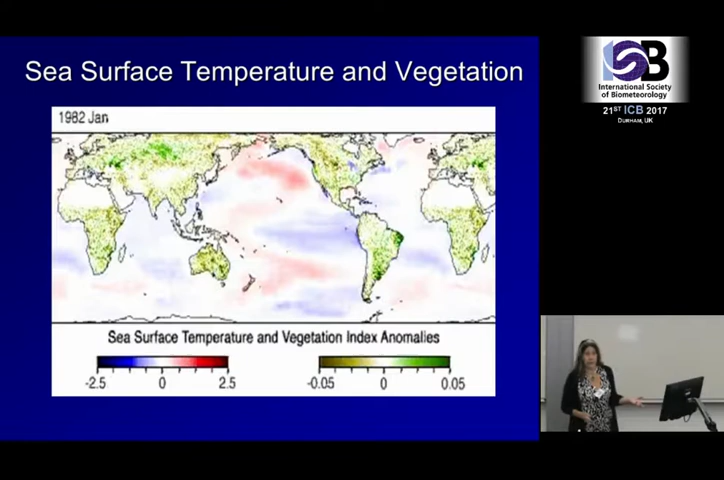 Sea Surface Temperature and Vegetation
1982 Jan
Sea Surface Temperature and Vegetation Index Anomalies
-2.5 0 2.5 -0.05 0 0.05
ISB
International Society
of Biometeorology
21ST ICB 2017
DURHAM, UK